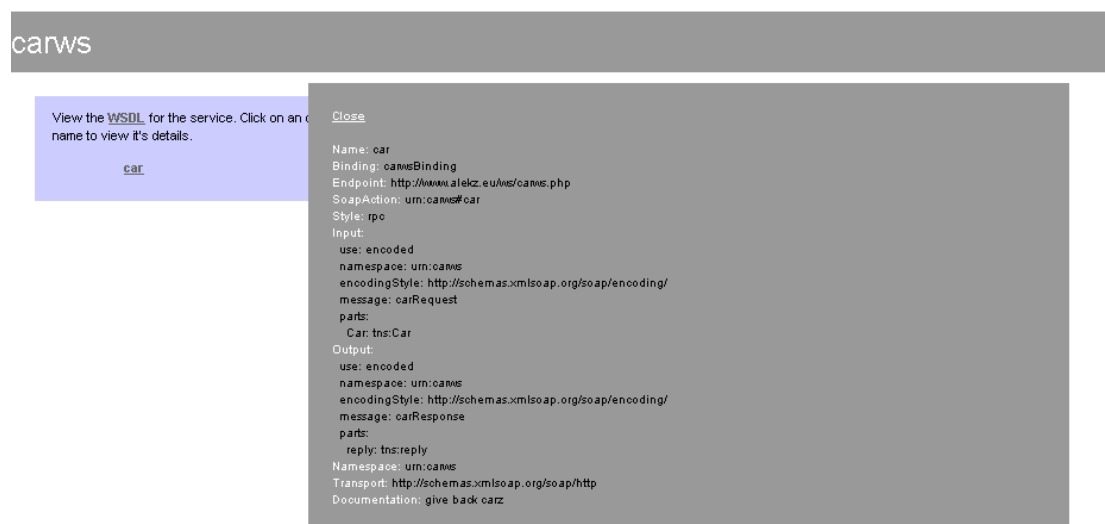 carws
View the WSDL for the service. Click on an
name to view it's details.
car
Close
Name: car
Binding: carwsBinding
Endpoint: http://www.alekz.eu/ws/carws.php
SoapAction: urn:carws#car
Style: rpc
Input:
use: encoded
namespace: urn:carws
encodingStyle: http://schemas.xmlsoap.org/soap/encoding/
message: carRequest
parts:
Car: tns:Car
Output:
use: encoded
namespace: urn:carws
encodingStyle: http://schemas.xmlsoap.org/soap/encoding/
message: carResponse
parts:
reply: tns:reply
Namespace: urn:carws
Transport: http://schemas.xmlsoap.org/soap/http
Documentation: give back carz